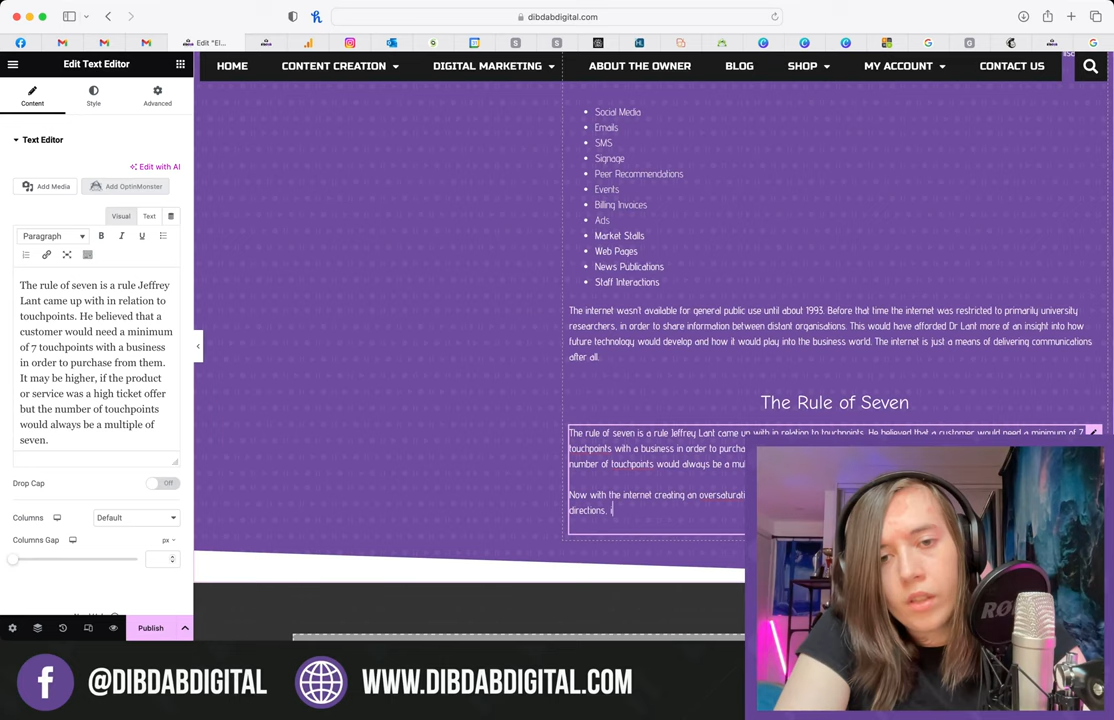 dibdabdigital.com
Edit "El...
Edit Text Editor
HOME
CONTENT CREATION
DIGITAL MARKETING
ABOUT THE OWNER
BLOG
SHOP
MY ACCOUNT
CONTACT US
Content
Style
Advanced
Text Editor
Edit with AI
Add Media
Add OptinMonster
Visual
Text
Paragraph
B
I
U
The rule of seven is a rule Jeffrey
Lant came up with in relation to
touchpoints. He believed that a
customer would need a minimum
of 7 touchpoints with a business
in order to purchase from them.
It may be higher, if the product
or service was a high ticket offer
but the number of touchpoints
would always be a multiple of
seven.
Drop Cap
Off
Columns
Default
Columns Gap
px
Publish
Social Media
Emails
SMS
Signage
Peer Recommendations
Events
Billing Invoices
Ads
Market Stalls
Web Pages
News Publications
Staff Interactions
The internet wasn't available for general public use until about 1993. Before that time the internet was restricted to primarily university
researchers, in order to share information between distant organisations. This would have afforded Dr Lant more of an insight into how
future technology would develop and how it would play into the business world. The internet is just a means of delivering communications
after all.
The Rule of Seven
The rule of seven is a rule Jeffrey Lant came up with in relation to touchpoints. He believed that a customer would need a minimum of 7
touchpoints with a business in order to purcha
number of touchpoints would always be a mul
Now with the internet creating an oversaturati
directions, i
RØDE
@DIBDABDIGITAL
WWW.DIBDABDIGITAL.COM